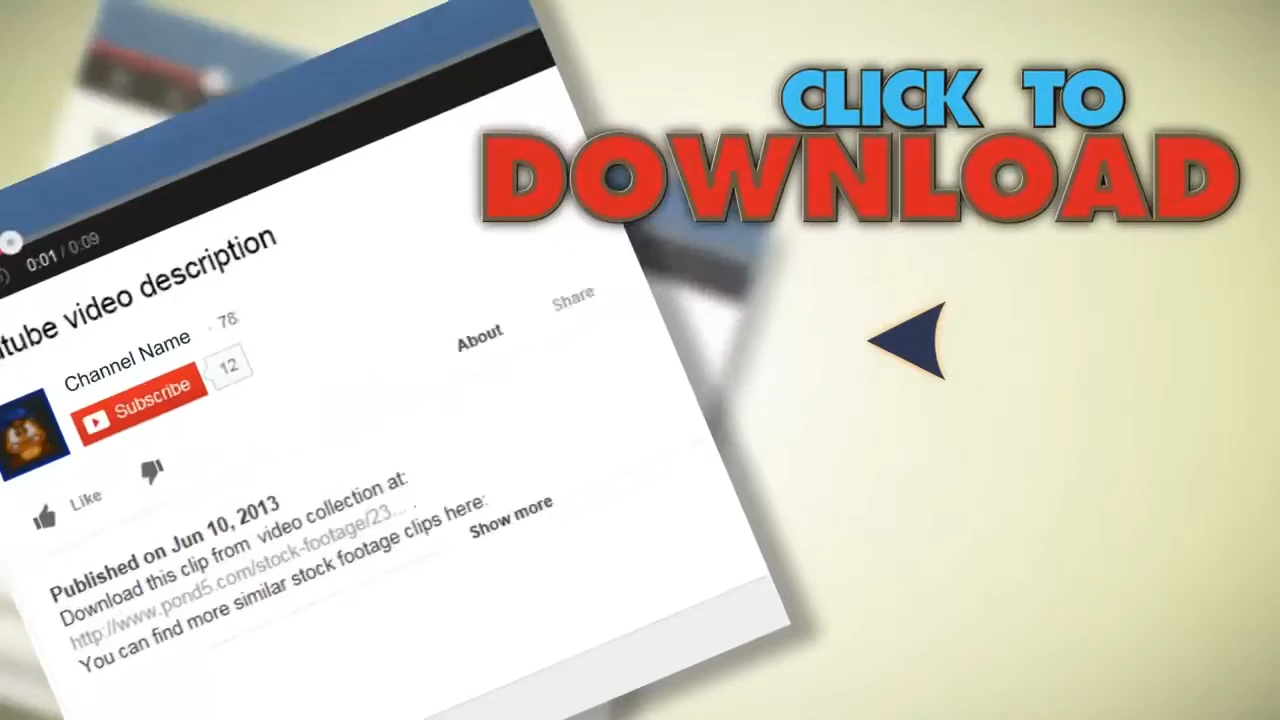 CLICK TO
DOWNLOAD
0:01 / 0:09
video description
Channel Name
78
Subscribe
12
About
Share
Like
Published on Jun 10, 2013
Download this clip from video collection at:
http://www.pond5.com/stock-footage/23...
You can find more similar stock footage clips here:
Show more